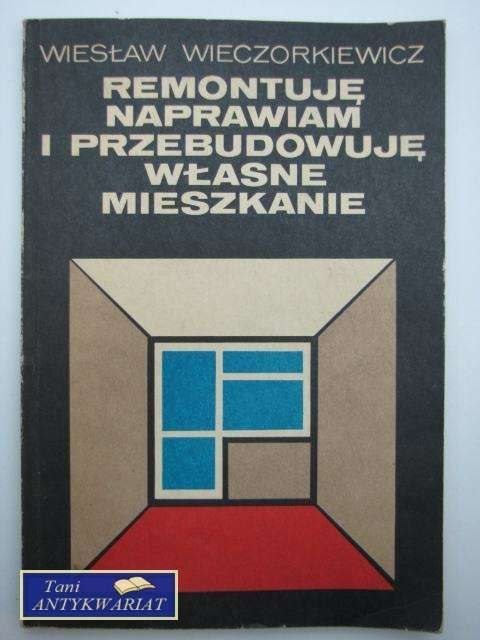 WIESŁAW WIECZORKIEWICZ
REMONTUJĘ
NAPRAWIAM
I PRZEBUDOWUJĘ
WŁASNE
MIESZKANIE
Tani
ANTYKWARIAT